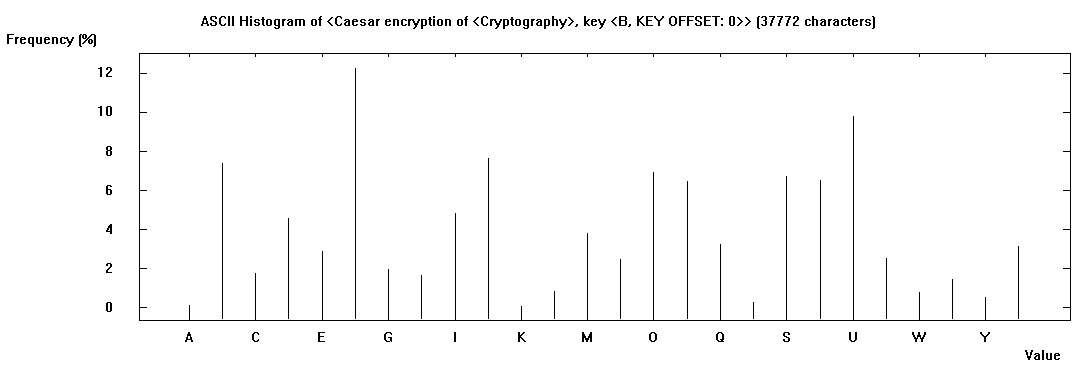 ASCII Histogram of <Caesar encryption of <Cryptography>, key <B, KEY OFFSET: 0>> (37772 characters)
Frequency (%)
12
10
8
6
4
2
0
A C E G I K M O Q S U W Y
Value